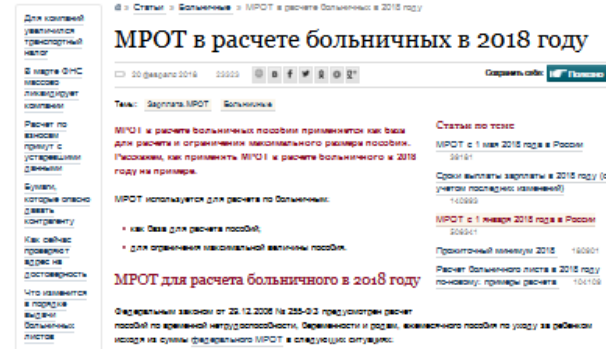 Для компаний
увеличился
транспортный
налог
В марте ФНС
массово
ликвидирует
компании
Расчет по
взносам
примут с
устаревшими
данными
Бумаги,
которые опасно
давать
контрагенту
Как сейчас
проверяют
адрес на
достоверность
Что изменится
в порядке
выдачи
больничных
листов
» Статьи » Больничные » МРОТ в расчете больничных в 2018 году
МРОТ в расчете больничных в 2018 году
20 февраля 2018 23323
Сохранить себе: Полезно
Темы: Зарплата.МРОТ Больничные
МРОТ в расчете больничных пособий применяется как база
для расчета и ограничения максимального размера пособия.
Расскажем, как применять МРОТ в расчете больничного в 2018
году на примере.
МРОТ используется для расчета по больничным:
• как база для расчета пособий;
• для ограничения максимальной величины пособия.
МРОТ для расчета больничного в 2018 году
Федеральным законом от 29.12.2006 № 255-ФЗ предусмотрен расчет
пособий по временной нетрудоспособности, беременности и родам, ежемесячного пособия по уходу за ребенком
исходя из суммы федерального МРОТ в следующих ситуациях:
Статьи по теме
МРОТ с 1 мая 2018 года в России
Сроки выплаты зарплаты в 2018 году (с
учетом последних изменений)
МРОТ с 1 января 2018 года в России
Прожиточный минимум 2018
Расчет больничного листа в 2018 году
по-новому: примеры расчета